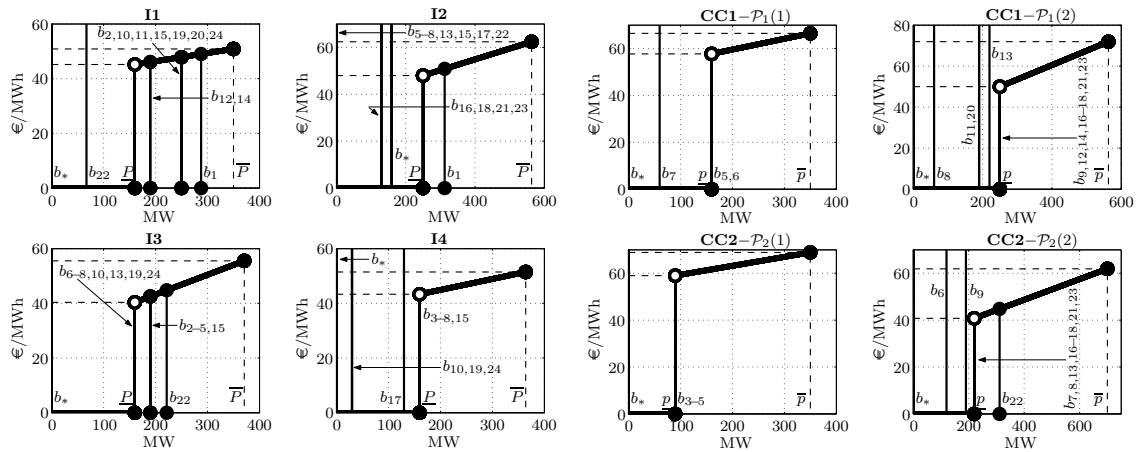 I1
€/MWh
60
40
20
0
b2,10,11,15,19,20,24
b12,14
b*
b22
P
b1
P
0 100 200 300 400
MW
I2
€/MWh
80
60
40
20
0
b5–8,13,15,17,22
b16,18,21,23
b*
P
b1
P
0 200 400 600
MW
CC1−P1(1)
€/MWh
60
40
20
0
b*
b7
p
b5,6
p
0 100 200 300 400
MW
CC1−P1(2)
€/MWh
80
60
40
20
0
b13
b11,20
b9,12,14,16–18,21,23
b*
b8
p
p
0 200 400 600
MW
I3
€/MWh
60
40
20
0
b6–8,10,13,19,24
b2–5,15
b*
P
b22
P
0 100 200 300 400
MW
I4
€/MWh
60
40
20
0
b*
b3–8,15
b10,19,24
b17
P
P
0 100 200 300 400
MW
CC2−P2(1)
€/MWh
60
40
20
0
b*
p
b3–5
p
0 100 200 300 400
MW
CC2−P2(2)
€/MWh
60
40
20
0
b6
b9
b7,8,13,16–18,21,23
b*
p
b22
p
0 200 400 600
MW